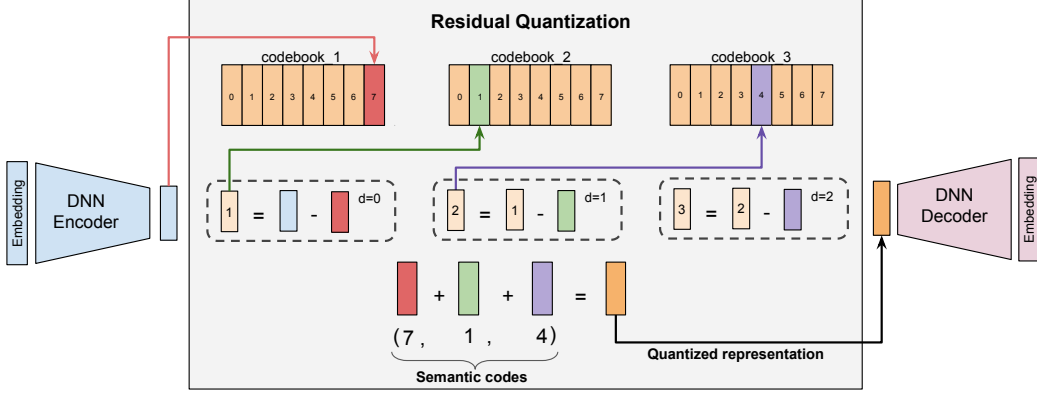 Residual Quantization
codebook_1
codebook_2
codebook_3
0 1 2 3 4 5 6 7
0 1 2 3 4 5 6 7
0 1 2 3 4 5 6 7
Embedding
DNN
Encoder
1 = - d=0
2 = 1 - d=1
3 = 2 - d=2
DNN
Decoder
Embedding
+ + =
(7 , 1 , 4)
Quantized representation
Semantic codes